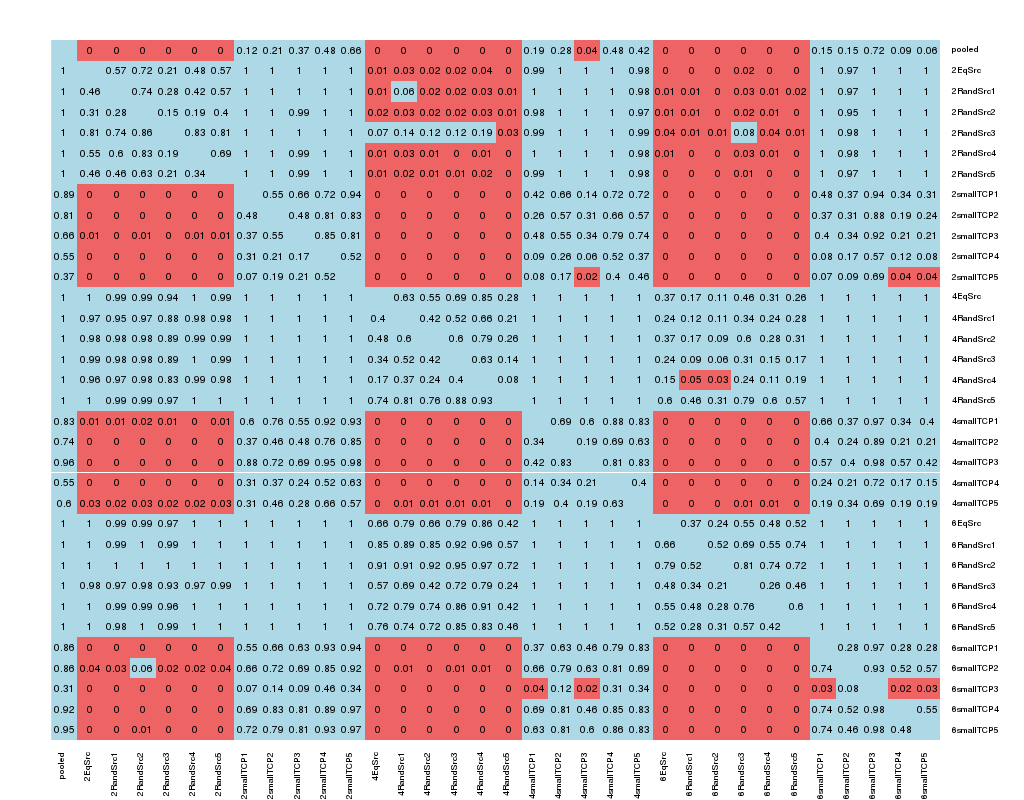 0 0 0 0 0 0 0.12 0.21 0.37 0.48 0.66 0 0 0 0 0 0 0.19 0.28 0.04 0.48 0.42 0 0 0 0 0 0 0.15 0.15 0.72 0.09 0.06 pooled
1 0.57 0.72 0.21 0.48 0.57 1 1 1 1 1 0.01 0.03 0.02 0.02 0.04 0 0.99 1 1 1 0.98 0 0 0 0.02 0 0 1 0.97 1 1 1 2EqSrc
1 0.46 0.74 0.28 0.42 0.57 1 1 1 1 1 0.01 0.06 0.02 0.02 0.03 0.01 1 1 1 1 0.98 0.01 0.01 0 0.03 0.01 0.02 1 0.97 1 1 1 2RandSrc1
1 0.31 0.28 0.15 0.19 0.4 1 1 0.99 1 1 0.02 0.03 0.02 0.02 0.03 0.01 0.98 1 1 1 0.97 0.01 0.01 0 0.02 0.01 0 1 0.95 1 1 1 2RandSrc2
1 0.81 0.74 0.86 0.83 0.81 1 1 1 1 1 0.07 0.14 0.12 0.12 0.19 0.03 0.99 1 1 1 0.99 0.04 0.01 0.01 0.08 0.04 0.01 1 0.98 1 1 1 2RandSrc3
1 0.55 0.6 0.83 0.19 0.69 1 1 0.99 1 1 0.01 0.03 0.01 0 0.01 0 1 1 1 1 0.98 0.01 0 0 0.03 0.01 0 1 0.98 1 1 1 2RandSrc4
1 0.46 0.46 0.63 0.21 0.34 1 1 0.99 1 1 0.01 0.02 0.01 0.01 0.02 0 0.99 1 1 1 0.98 0 0 0 0.01 0 0 1 0.97 1 1 1 2RandSrc5
0.89 0 0 0 0 0 0 0.55 0.66 0.72 0.94 0 0 0 0 0 0 0.42 0.66 0.14 0.72 0.72 0 0 0 0 0 0 0.48 0.37 0.94 0.34 0.31 2smallTCP1
0.81 0 0 0 0 0 0 0.48 0.48 0.81 0.83 0 0 0 0 0 0 0.26 0.57 0.31 0.66 0.57 0 0 0 0 0 0 0.37 0.31 0.88 0.19 0.24 2smallTCP2
0.66 0.01 0 0.01 0 0.01 0.01 0.37 0.55 0.85 0.81 0 0 0 0 0 0 0.48 0.55 0.34 0.79 0.74 0 0 0 0 0 0 0.4 0.34 0.92 0.21 0.21 2smallTCP3
0.55 0 0 0 0 0 0 0.31 0.21 0.17 0.52 0 0 0 0 0 0 0.09 0.26 0.06 0.52 0.37 0 0 0 0 0 0 0.08 0.17 0.57 0.12 0.08 2smallTCP4
0.37 0 0 0 0 0 0 0.07 0.19 0.21 0.52 0 0 0 0 0 0 0.08 0.17 0.02 0.4 0.46 0 0 0 0 0 0 0.07 0.09 0.69 0.04 0.04 2smallTCP5
1 1 0.99 0.99 0.94 1 0.99 1 1 1 1 1 0.63 0.55 0.69 0.85 0.28 1 1 1 1 1 0.37 0.17 0.11 0.46 0.31 0.26 1 1 1 1 1 4EqSrc
1 0.97 0.95 0.97 0.88 0.98 0.98 1 1 1 1 1 0.4 0.42 0.52 0.66 0.21 1 1 1 1 1 0.24 0.12 0.11 0.34 0.24 0.28 1 1 1 1 1 4RandSrc1
1 0.98 0.98 0.98 0.89 0.99 0.98 1 1 1 1 1 0.48 0.6 0.6 0.79 0.26 1 1 1 1 1 0.37 0.17 0.09 0.6 0.28 0.31 1 1 1 1 1 4RandSrc2
1 0.99 0.98 0.98 0.89 1 0.99 1 1 1 1 1 0.34 0.52 0.42 0.63 0.14 1 1 1 1 1 0.24 0.09 0.06 0.31 0.15 0.17 1 1 1 1 1 4RandSrc3
1 0.96 0.97 0.98 0.83 0.99 0.98 1 1 1 1 1 0.17 0.37 0.24 0.4 0.08 1 1 1 1 1 0.15 0.05 0.03 0.24 0.11 0.19 1 1 1 1 1 4RandSrc4
1 1 0.99 0.99 0.97 1 1 1 1 1 1 1 0.74 0.81 0.76 0.88 0.93 1 1 1 1 1 0.6 0.46 0.31 0.79 0.6 0.57 1 1 1 1 1 4RandSrc5
0.83 0.01 0.01 0.02 0.01 0 0.01 0.6 0.76 0.55 0.92 0.93 0 0 0 0 0 0 0.69 0.6 0.88 0.83 0 0 0 0 0 0 0.66 0.37 0.97 0.34 0.4 4smallTCP1
0.74 0 0 0 0 0 0 0.37 0.46 0.48 0.76 0.85 0 0 0 0 0 0 0.34 0.19 0.69 0.63 0 0 0 0 0 0 0.4 0.24 0.89 0.21 0.21 4smallTCP2
0.96 0 0 0 0 0 0 0.88 0.72 0.69 0.95 0.98 0 0 0 0 0 0 0.42 0.83 0.81 0.83 0 0 0 0 0 0 0.57 0.4 0.98 0.57 0.42 4smallTCP3
0.55 0 0 0 0 0 0 0.31 0.37 0.24 0.52 0.63 0 0 0 0 0 0 0.14 0.34 0.21 0.4 0 0 0 0 0 0 0.24 0.21 0.72 0.17 0.15 4smallTCP4
0.6 0.03 0.02 0.03 0.02 0.02 0.03 0.31 0.46 0.28 0.66 0.57 0 0.01 0.01 0.01 0.01 0 0.19 0.4 0.19 0.63 0 0 0 0.01 0.01 0 0.19 0.34 0.69 0.19 0.19 4smallTCP5
1 1 0.99 0.99 0.97 1 1 1 1 1 1 1 0.66 0.79 0.66 0.79 0.86 0.42 1 1 1 1 1 0.37 0.24 0.55 0.48 0.52 1 1 1 1 1 6EqSrc
1 1 0.99 1 0.99 1 1 1 1 1 1 1 0.85 0.89 0.85 0.92 0.96 0.57 1 1 1 1 1 0.66 0.52 0.69 0.55 0.74 1 1 1 1 1 6RandSrc1
1 1 1 1 1 1 1 1 1 1 1 1 0.91 0.91 0.92 0.95 0.97 0.72 1 1 1 1 1 0.79 0.52 0.81 0.74 0.72 1 1 1 1 1 6RandSrc2
1 0.98 0.97 0.98 0.93 0.97 0.99 1 1 1 1 1 0.57 0.69 0.42 0.72 0.79 0.24 1 1 1 1 1 0.48 0.34 0.21 0.26 0.46 1 1 1 1 1 6RandSrc3
1 1 0.99 0.99 0.96 1 1 1 1 1 1 1 0.72 0.79 0.74 0.86 0.91 0.42 1 1 1 1 1 0.55 0.48 0.28 0.76 0.6 1 1 1 1 1 6RandSrc4
1 1 0.98 1 0.99 1 1 1 1 1 1 1 0.76 0.74 0.72 0.85 0.83 0.46 1 1 1 1 1 0.52 0.28 0.31 0.57 0.42 1 1 1 1 1 6RandSrc5
0.86 0 0 0 0 0 0 0.55 0.66 0.63 0.93 0.94 0 0 0 0 0 0 0.37 0.63 0.46 0.79 0.83 0 0 0 0 0 0 0.28 0.97 0.28 0.28 6smallTCP1
0.86 0.04 0.03 0.06 0.02 0.02 0.04 0.66 0.72 0.69 0.85 0.92 0 0.01 0 0.01 0.01 0 0.66 0.79 0.63 0.81 0.69 0 0 0 0 0 0 0.74 0.93 0.52 0.57 6smallTCP2
0.31 0 0 0 0 0 0 0.07 0.14 0.09 0.46 0.34 0 0 0 0 0 0 0.04 0.12 0.02 0.31 0.34 0 0 0 0 0 0 0.03 0.08 0.02 0.03 6smallTCP3
0.92 0 0 0 0 0 0 0.69 0.83 0.81 0.89 0.97 0 0 0 0 0 0 0.69 0.81 0.46 0.85 0.83 0 0 0 0 0 0 0.74 0.52 0.98 0.55 6smallTCP4
0.95 0 0 0.01 0 0 0 0.72 0.79 0.81 0.93 0.97 0 0 0 0 0 0 0.63 0.81 0.6 0.86 0.83 0 0 0 0 0 0 0.74 0.46 0.98 0.48 6smallTCP5
pooled 2EqSrc 2RandSrc1 2RandSrc2 2RandSrc3 2RandSrc4 2RandSrc5 2smallTCP1 2smallTCP2 2smallTCP3 2smallTCP4 2smallTCP5 4EqSrc 4RandSrc1 4RandSrc2 4RandSrc3 4RandSrc4 4RandSrc5 4smallTCP1 4smallTCP2 4smallTCP3 4smallTCP4 4smallTCP5 6EqSrc 6RandSrc1 6RandSrc2 6RandSrc3 6RandSrc4 6RandSrc5 6smallTCP1 6smallTCP2 6smallTCP3 6smallTCP4 6smallTCP5